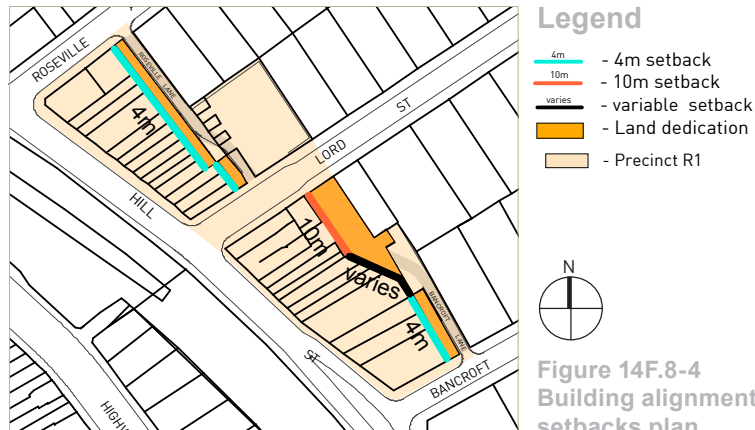 ROSEVILLE
ROSEVILLE LANE
4m
LORD
ST
HILL
10m
varies
BANCROFT LANE
4m
ST
BANCROFT
HIGHW
Legend
4m - 4m setback
10m - 10m setback
varies - variable setback
- Land dedication
- Precinct R1
N
Figure 14F.8-4
Building alignment
setbacks plan